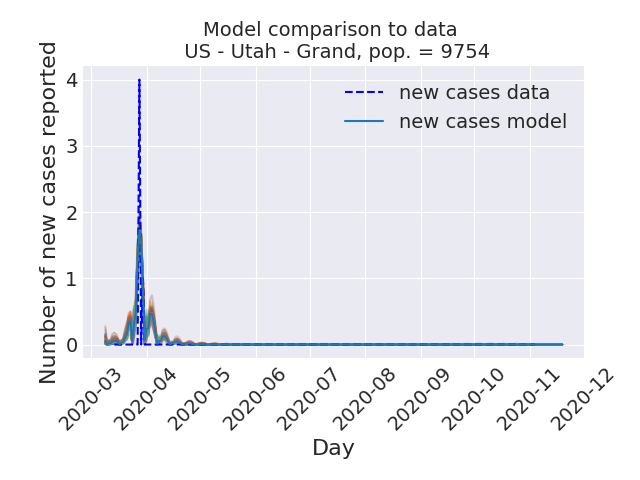 Model comparison to data
US - Utah - Grand, pop. = 9754
Number of new cases reported
4
3
2
1
0
new cases data
new cases model
2020-03
2020-04
2020-05
2020-06
2020-07
2020-08
2020-09
2020-10
2020-11
2020-12
Day